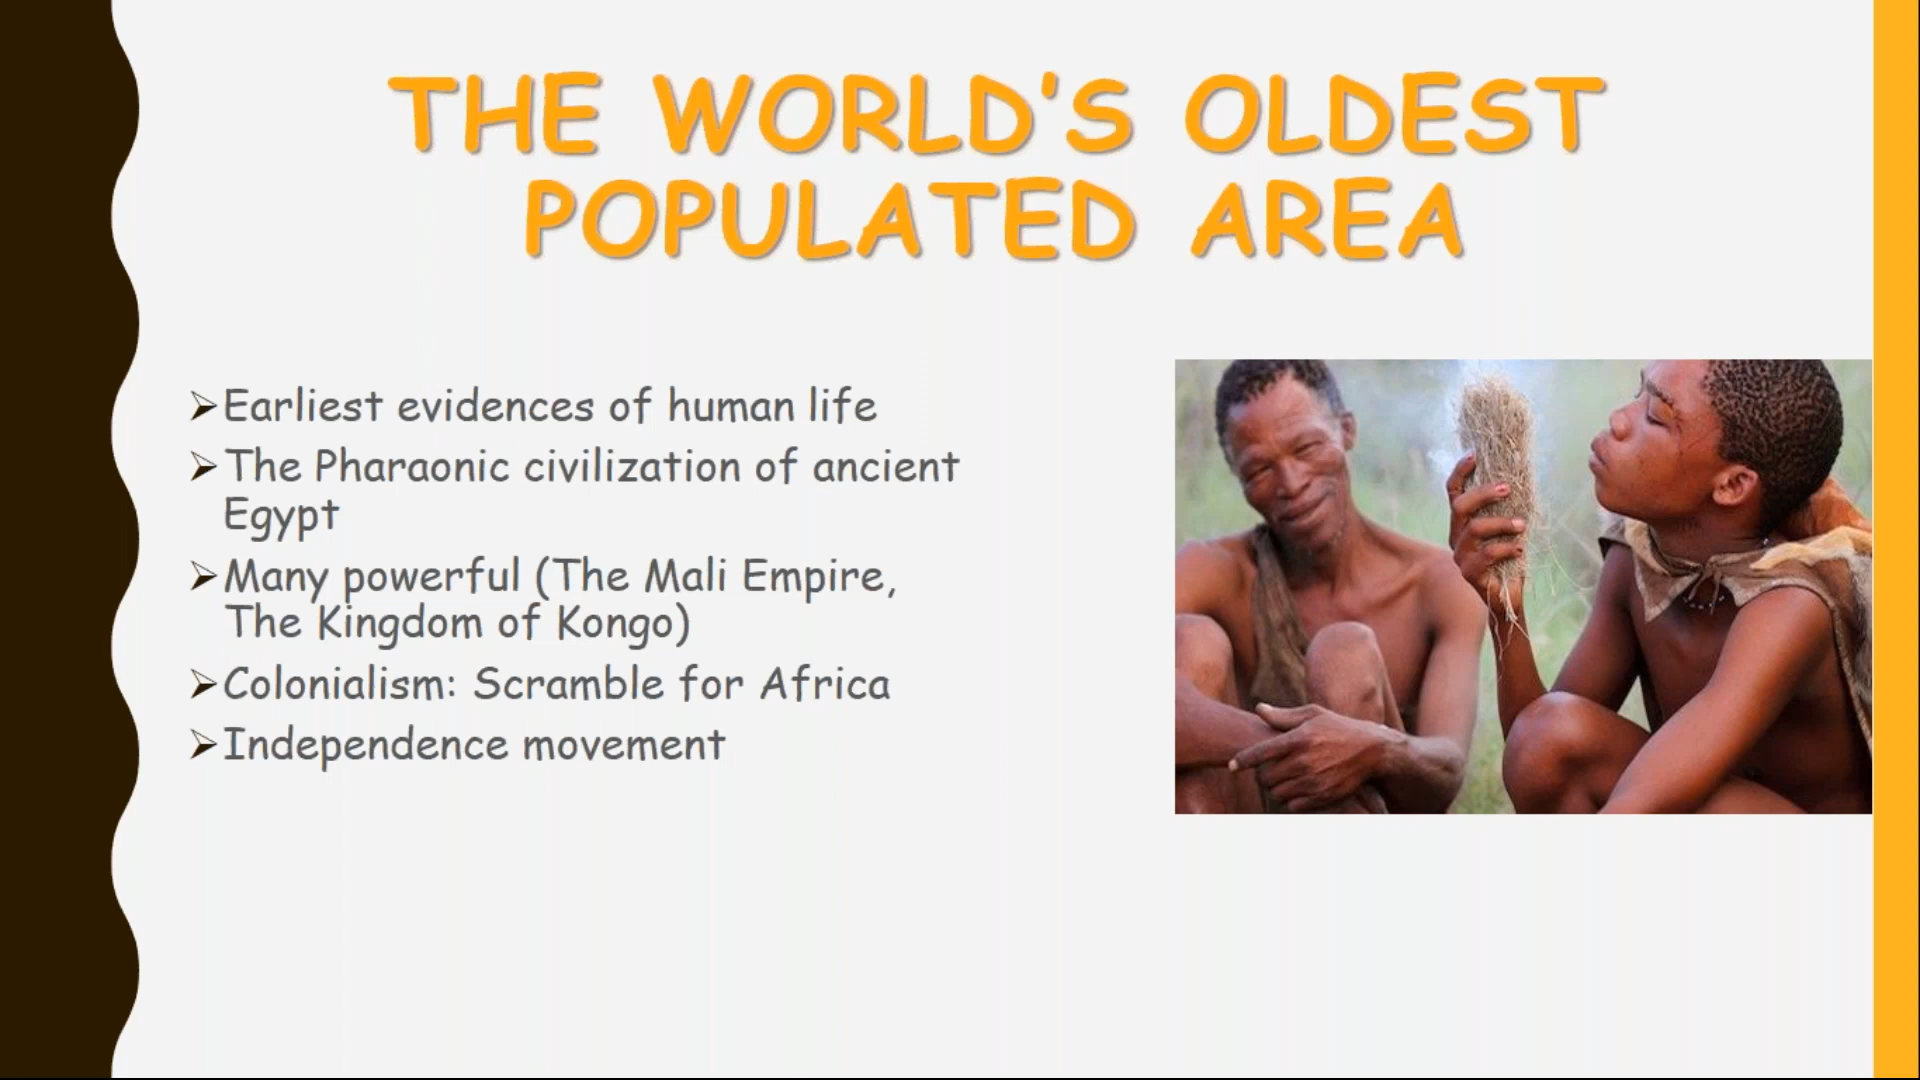 THE WORLD'S OLDEST
POPULATED AREA
➢Earliest evidences of human life
➢The Pharaonic civilization of ancient
Egypt
➢Many powerful (The Mali Empire,
The Kingdom of Kongo)
➢Colonialism: Scramble for Africa
➢Independence movement